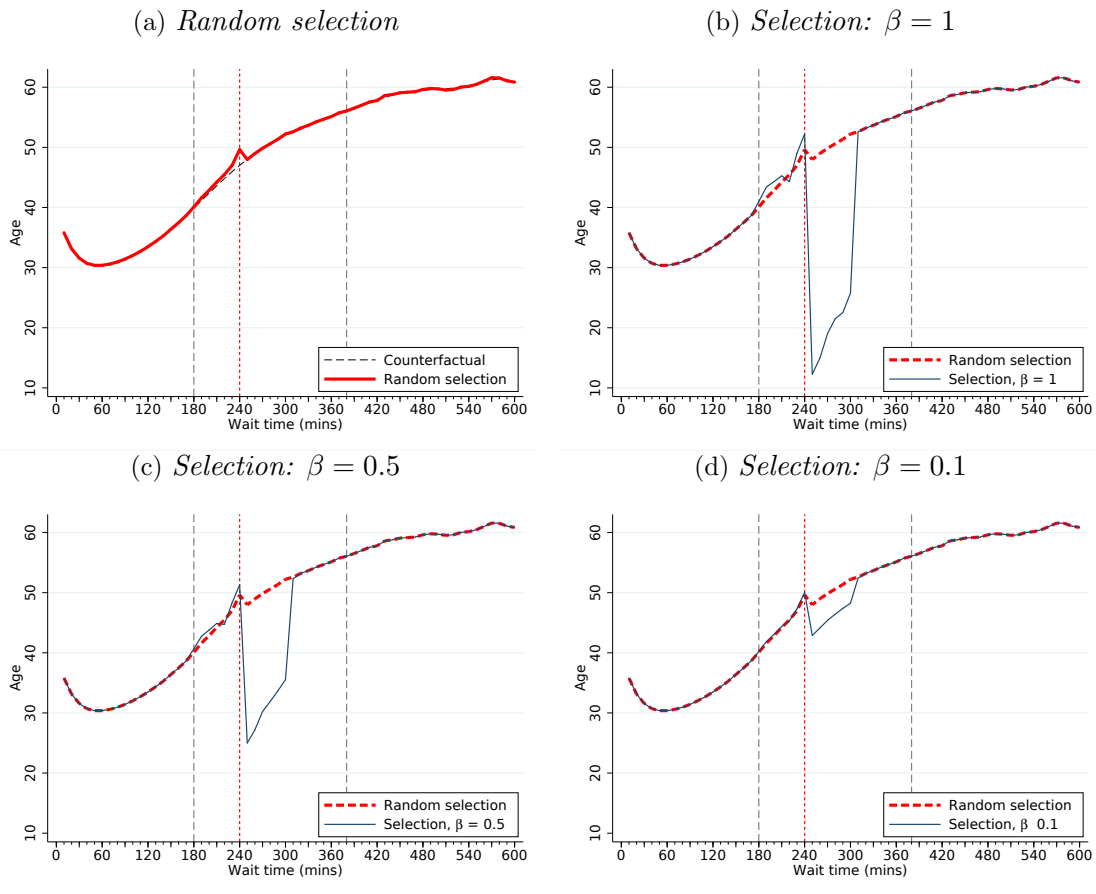 (a) Random selection
Age
60
50
40
30
20
10
Counterfactual
Random selection
0 60 120 180 240 300 360 420 480 540 600
Wait time (mins)
(b) Selection: β = 1
Age
60
50
40
30
20
10
Random selection
Selection, β = 1
0 60 120 180 240 300 360 420 480 540 600
Wait time (mins)
(c) Selection: β = 0.5
Age
60
50
40
30
20
10
Random selection
Selection, β = 0.5
0 60 120 180 240 300 360 420 480 540 600
Wait time (mins)
(d) Selection: β = 0.1
Age
60
50
40
30
20
10
Random selection
Selection, β 0.1
0 60 120 180 240 300 360 420 480 540 600
Wait time (mins)